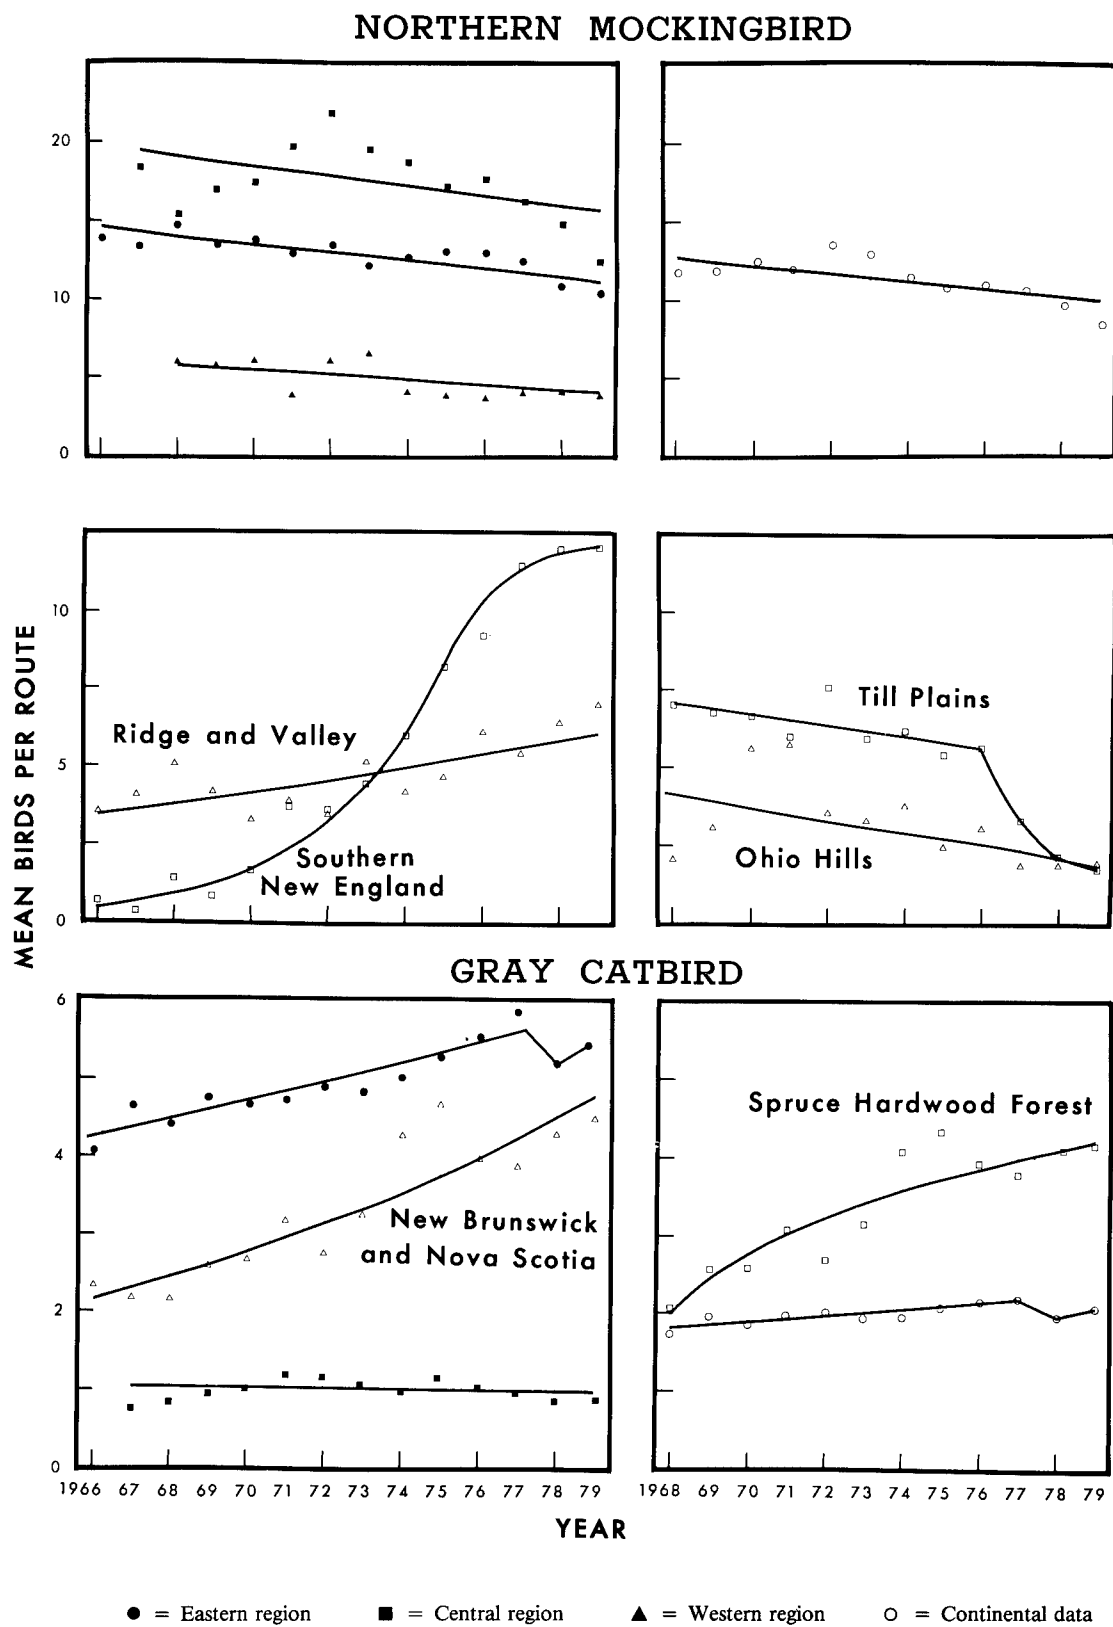 NORTHERN MOCKINGBIRD
20
10
0
MEAN BIRDS PER ROUTE
10
5
0
Ridge and Valley
Southern
New England
Till Plains
Ohio Hills
GRAY CATBIRD
6
4
2
0
New Brunswick
and Nova Scotia
Spruce Hardwood Forest
1966 67 68 69 70 71 72 73 74 75 76 77 78 79
1968 69 70 71 72 73 74 75 76 77 78 79
YEAR
● = Eastern region ■ = Central region ▲ = Western region ○ = Continental data